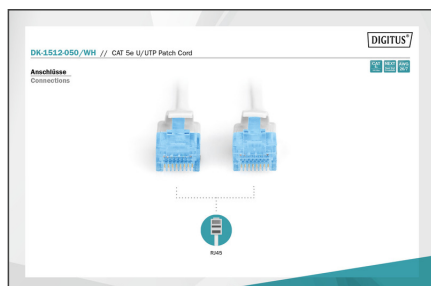 DIGITUS®
DK-1512-050/WH // CAT 5e U/UTP Patch Cord
Anschlüsse
Connections
RJ45